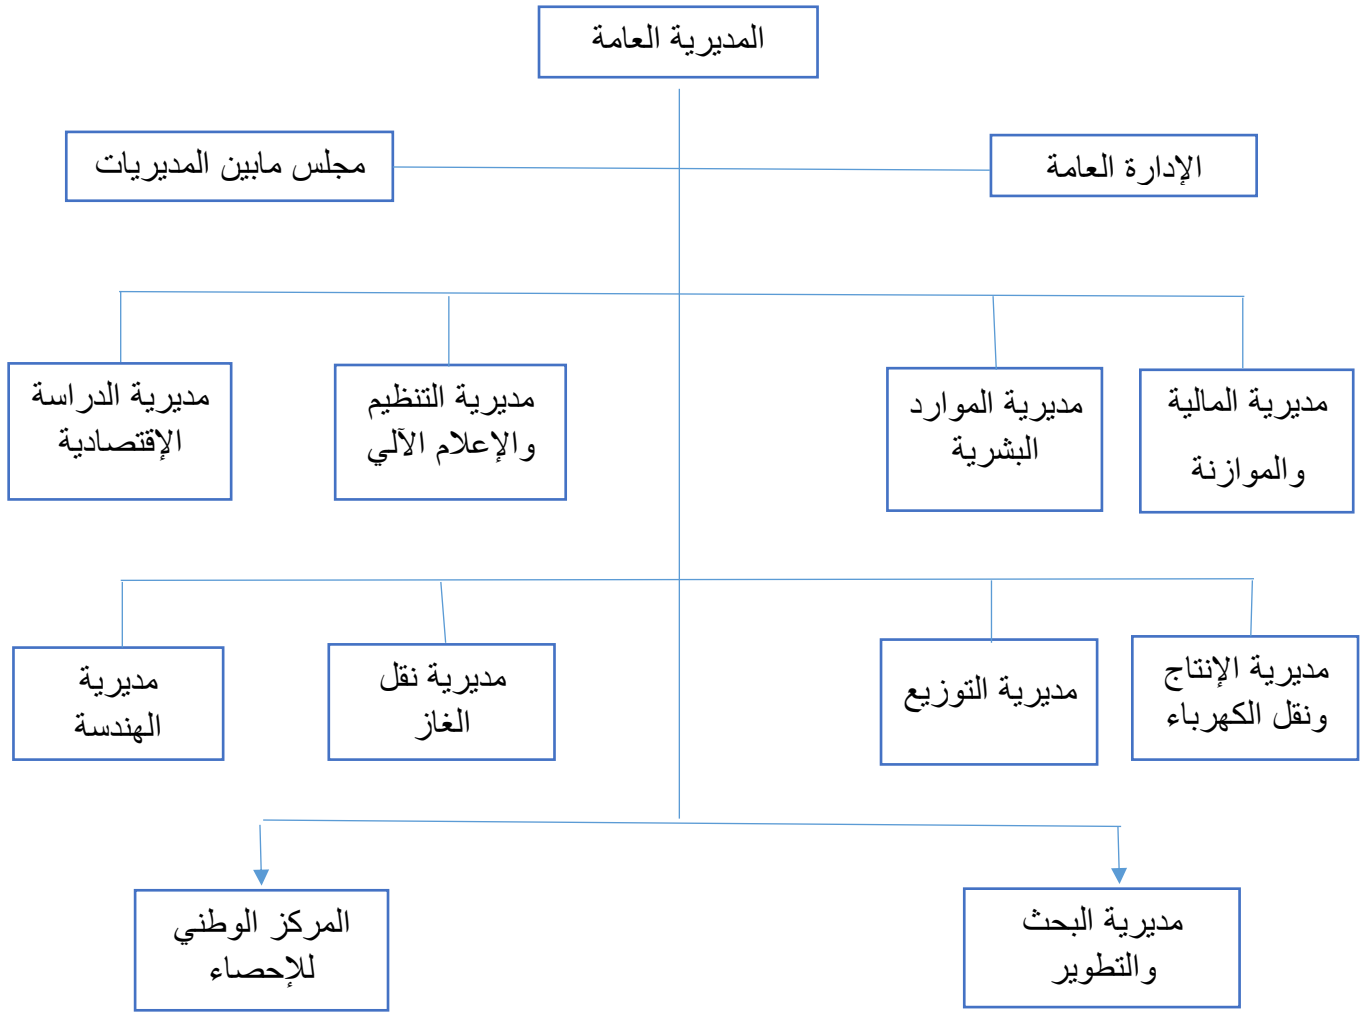 المديرية العامة
الإدارة العامة
مجلس مابين المديريات
مديرية المالية
والموازنة
مديرية الموارد
البشرية
مديرية التنظيم
والإعلام الآلي
مديرية الدراسة
الإقتصادية
مديرية الإنتاج
ونقل الكهرباء
مديرية التوزيع
مديرية نقل
الغاز
مديرية
الهندسة
مديرية البحث
والتطوير
المركز الوطني
للإحصاء